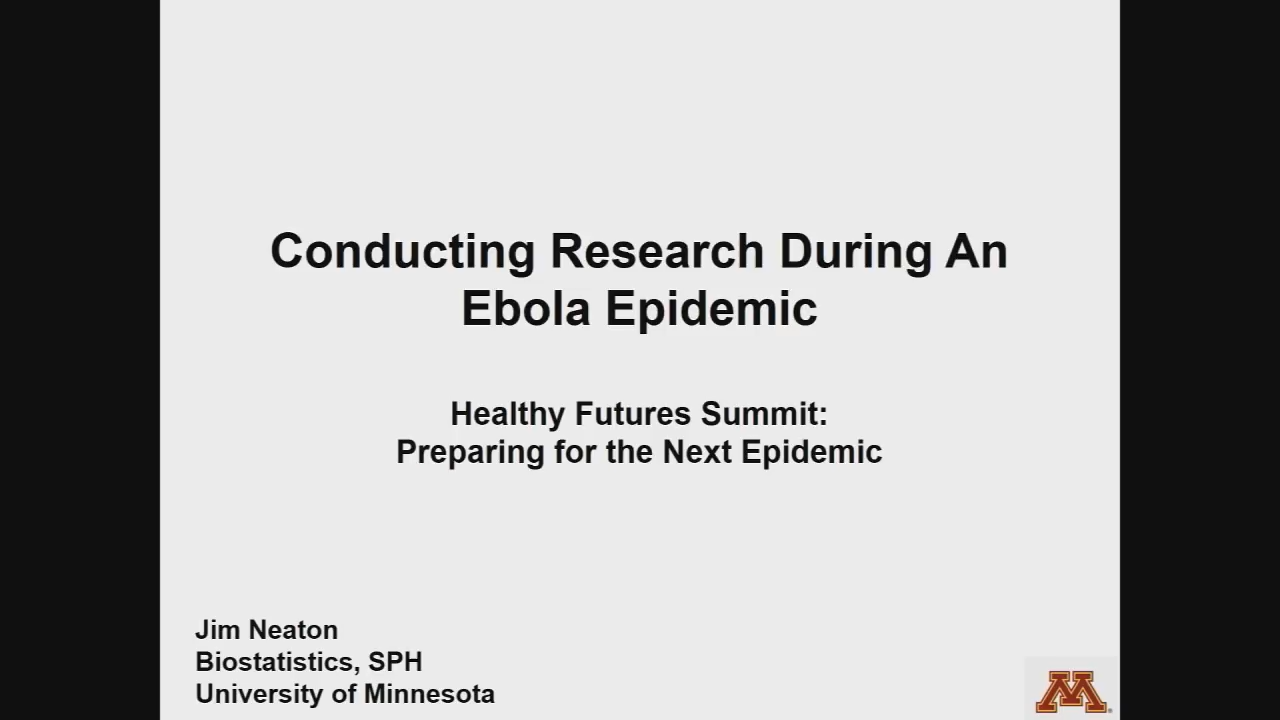 Conducting Research During An
Ebola Epidemic
Healthy Futures Summit:
Preparing for the Next Epidemic
Jim Neaton
Biostatistics, SPH
University of Minnesota
M